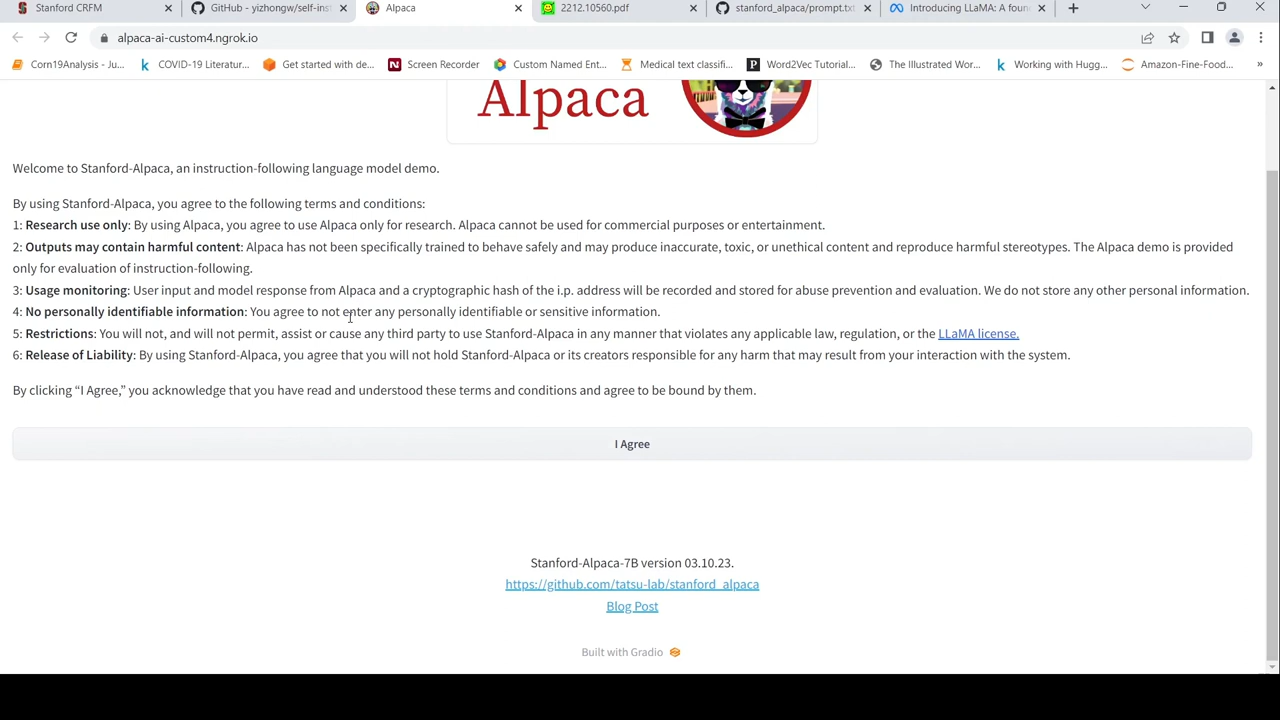 Stanford CRFM
GitHub - yizhongw/self-inst
Alpaca
2212.10560.pdf
stanford_alpaca/prompt.txt
Introducing LLaMA: A foun
alpaca-ai-custom4.ngrok.io
Corn19Analysis - Ju...
COVID-19 Literatur...
Get started with de...
Screen Recorder
Custom Named Ent...
Medical text classifi...
Word2Vec Tutorial...
The Illustrated Wor...
Working with Hugg...
Amazon-Fine-Food...
Alpaca
Welcome to Stanford-Alpaca, an instruction-following language model demo.
By using Stanford-Alpaca, you agree to the following terms and conditions:
1: Research use only: By using Alpaca, you agree to use Alpaca only for research. Alpaca cannot be used for commercial purposes or entertainment.
2: Outputs may contain harmful content: Alpaca has not been specifically trained to behave safely and may produce inaccurate, toxic, or unethical content and reproduce harmful stereotypes. The Alpaca demo is provided
only for evaluation of instruction-following.
3: Usage monitoring: User input and model response from Alpaca and a cryptographic hash of the i.p. address will be recorded and stored for abuse prevention and evaluation. We do not store any other personal information.
4: No personally identifiable information: You agree to not enter any personally identifiable or sensitive information.
5: Restrictions: You will not, and will not permit, assist or cause any third party to use Stanford-Alpaca in any manner that violates any applicable law, regulation, or the LLaMA license.
6: Release of Liability: By using Stanford-Alpaca, you agree that you will not hold Stanford-Alpaca or its creators responsible for any harm that may result from your interaction with the system.
By clicking “I Agree,” you acknowledge that you have read and understood these terms and conditions and agree to be bound by them.
I Agree
Stanford-Alpaca-7B version 03.10.23.
https://github.com/tatsu-lab/stanford_alpaca
Blog Post
Built with Gradio